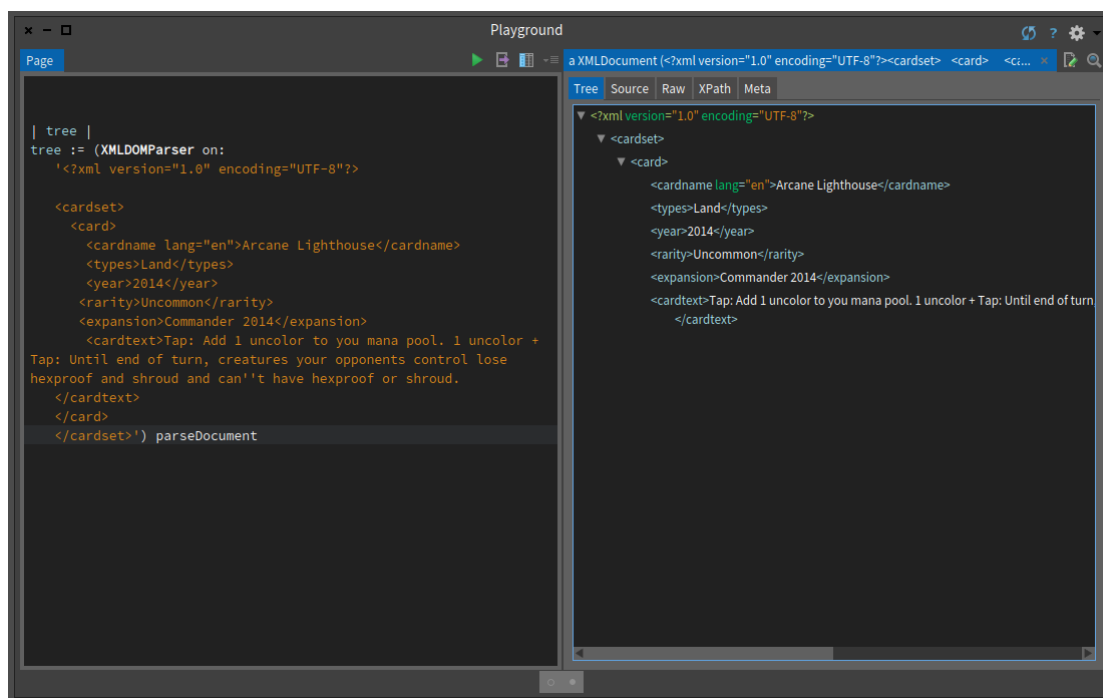 Playground
?
Page
a XMLDocument (<?xml version="1.0" encoding="UTF-8"?><cardset> <card> <ca...
Tree Source Raw XPath Meta
| tree |
tree := (XMLDOMParser on:
'<?xml version="1.0" encoding="UTF-8"?>
<cardset>
<card>
<cardname lang="en">Arcane Lighthouse</cardname>
<types>Land</types>
<year>2014</year>
<rarity>Uncommon</rarity>
<expansion>Commander 2014</expansion>
<cardtext>Tap: Add 1 uncolor to you mana pool. 1 uncolor +
Tap: Until end of turn, creatures your opponents control lose
hexproof and shroud and can''t have hexproof or shroud.
</cardtext>
</card>
</cardset>') parseDocument
<?xml version="1.0" encoding="UTF-8"?>
<cardset>
<card>
<cardname lang="en">Arcane Lighthouse</cardname>
<types>Land</types>
<year>2014</year>
<rarity>Uncommon</rarity>
<expansion>Commander 2014</expansion>
<cardtext>Tap: Add 1 uncolor to you mana pool. 1 uncolor + Tap: Until end of turn,
</cardtext>